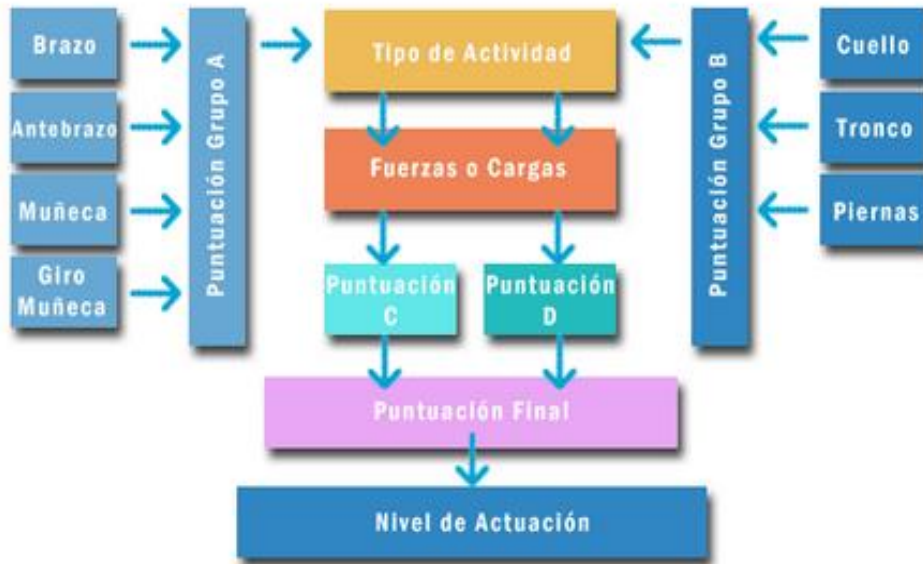 Brazo
Antebrazo
Muñeca
Giro
Muñeca
Puntuación Grupo A
Tipo de Actividad
Fuerzas o Cargas
Puntuación
C
Puntuación
D
Puntuación Final
Nivel de Actuación
Puntuación Grupo B
Cuello
Tronco
Piernas